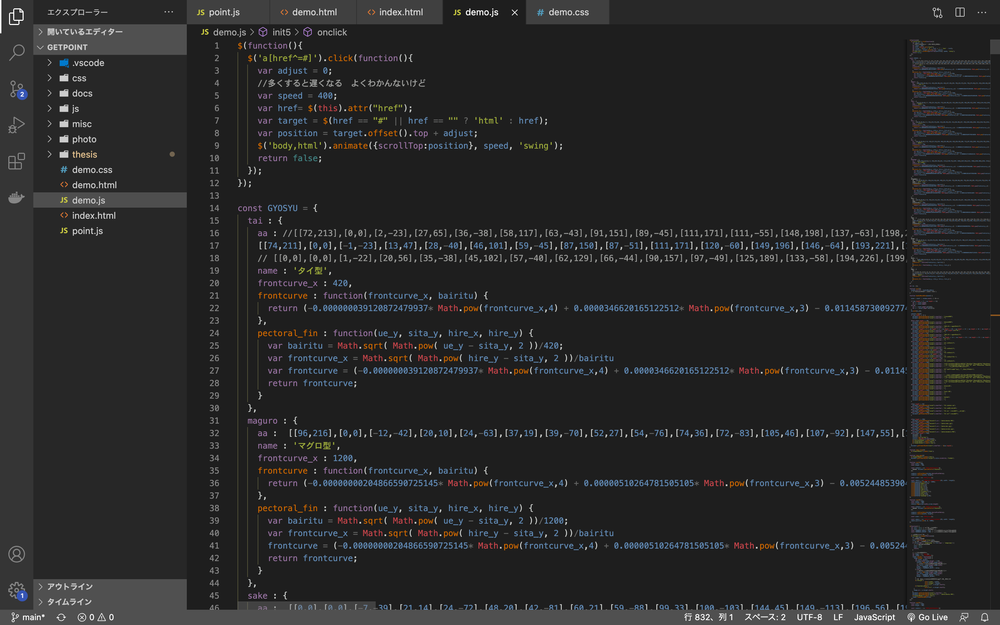 エクスプローラー ···
開いているエディター
GETPOINT
.vscode
css
docs
js
misc
photo
thesis
# demo.css
<> demo.html
JS demo.js
<> index.html
JS point.js
アウトライン
タイムライン
2
1
JS point.js <> demo.html <> index.html JS demo.js # demo.css
JS demo.js > init5 > onclick
1 $(function(){
2 $('a[href^=#]').click(function(){
3 var adjust = 0;
4 //多くすると遅くなる よくわかんないけど
5 var speed = 400;
6 var href= $(this).attr("href");
7 var target = $(href == "#" || href == "" ? 'html' : href);
8 var position = target.offset().top + adjust;
9 $('body,html').animate({scrollTop:position}, speed, 'swing');
10 return false;
11 });
12 });
13
14 const GYOSYU = {
15 tai : {
16 aa : //[[72,213],[0,0],[2,-23],[27,65],[36,-38],[58,117],[63,-43],[91,151],[89,-45],[111,171],[111,-55],[148,198],[137,-63],[198,2
17 [[74,211],[0,0],[-1,-23],[13,47],[28,-40],[46,101],[59,-45],[87,150],[87,-51],[111,171],[120,-60],[149,196],[146,-64],[193,221],[
18 // [[0,0],[0,0],[1,-22],[20,56],[35,-38],[45,102],[57,-40],[62,129],[66,-44],[90,157],[97,-49],[125,189],[133,-58],[194,226],[199,
19 name : 'タイ型',
20 frontcurve_x : 420,
21 frontcurve : function(frontcurve_x, bairitu) {
22 return (-0.000000039120872479937* Math.pow(frontcurve_x,4) + 0.0000346620165122512* Math.pow(frontcurve_x,3) - 0.011458730092774
23 },
24 pectoral_fin : function(ue_y, sita_y, hire_x, hire_y) {
25 var bairitu = Math.sqrt( Math.pow( ue_y - sita_y, 2 ))/420;
26 var frontcurve_x = Math.sqrt( Math.pow( hire_y - sita_y, 2 ))/bairitu
27 var frontcurve = (-0.000000039120872479937* Math.pow(frontcurve_x,4) + 0.0000346620165122512* Math.pow(frontcurve_x,3) - 0.01145
28 return frontcurve;
29 }
30 },
31 maguro : {
32 aa :  [[96,216],[0,0],[-12,-42],[20,10],[24,-63],[37,19],[39,-70],[52,27],[54,-76],[74,36],[72,-83],[105,46],[107,-92],[147,55],[
33 name : 'マグロ型',
34 frontcurve_x : 1200,
35 frontcurve : function(frontcurve_x, bairitu) {
36 return (-0.00000000204866590725145* Math.pow(frontcurve_x,4) + 0.00000510264781505105* Math.pow(frontcurve_x,3) - 0.005244853904
37 },
38 pectoral_fin : function(ue_y, sita_y, hire_x, hire_y) {
39 var bairitu = Math.sqrt( Math.pow( ue_y - sita_y, 2 ))/1200;
40 var frontcurve_x = Math.sqrt( Math.pow( hire_y - sita_y, 2 ))/bairitu
41 frontcurve = (-0.00000000204866590725145* Math.pow(frontcurve_x,4) + 0.00000510264781505105* Math.pow(frontcurve_x,3) - 0.005244
42 return frontcurve;
43 }
44 },
45 sake : {
46 aa :  [[0,0],[0,0],[-7,-39],[21,14],[24,-72],[48,20],[42,-81],[60,21],[59,-88],[99,33],[100,-103],[144,45],[149,-113],[196,56],[1
main* 0 0 行 832、列 1 スペース: 2 UTF-8 LF JavaScript Go Live